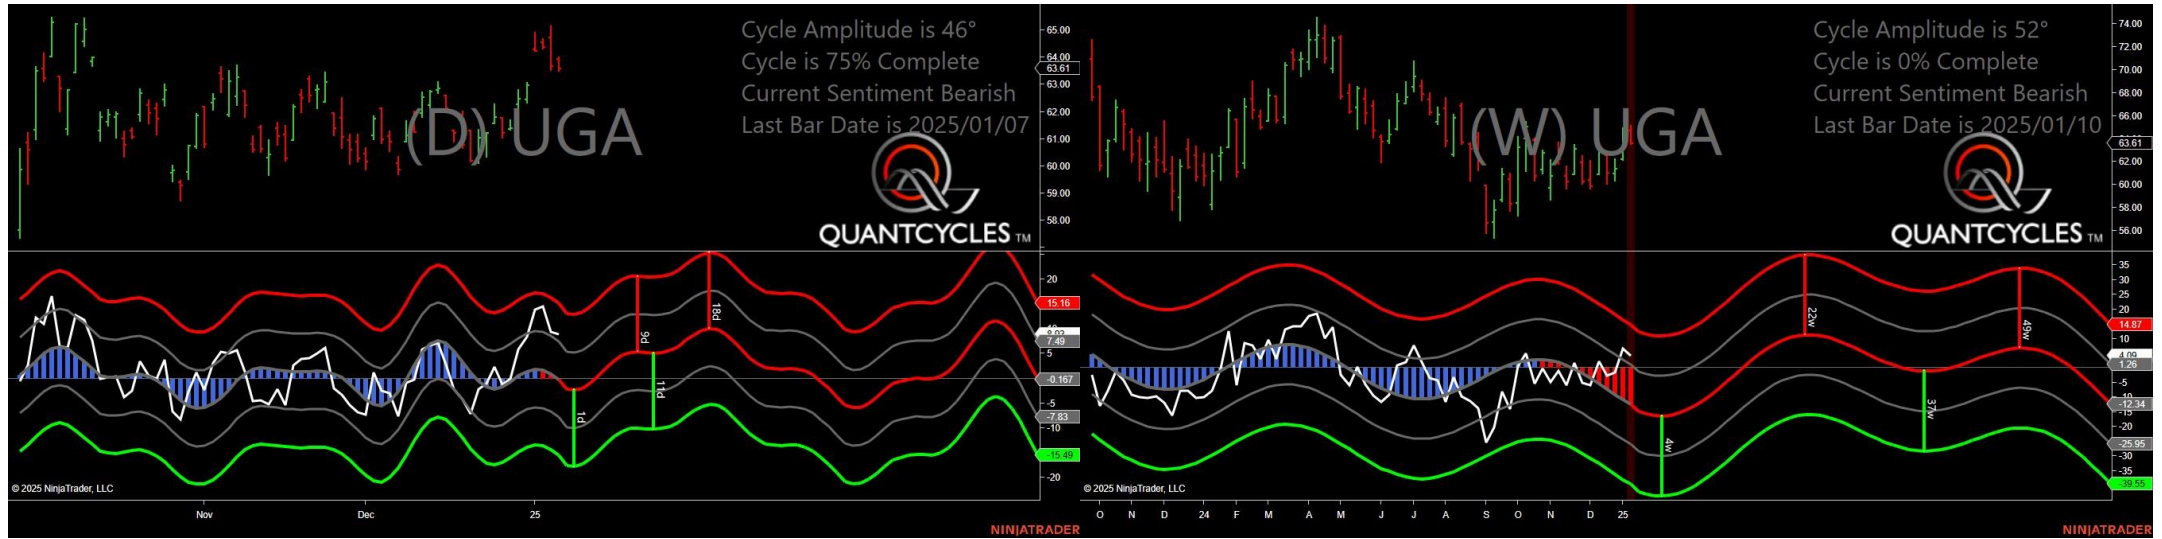 Cycle Amplitude is 46°
Cycle is 75% Complete
Current Sentiment Bearish
Last Bar Date is 2025/01/07
(D) UGA
QUANTCYCLES TM
65.00
64.00
63.61
63.00
62.00
61.00
60.00
59.00
58.00
20
15.16
8.03
7.49
5
-0.167
-5
-7.83
-10
-15.49
-20
9d
18d
1d
11d
© 2025 NinjaTrader, LLC
Nov Dec 25
NINJATRADER
Cycle Amplitude is 52°
Cycle is 0% Complete
Current Sentiment Bearish
Last Bar Date is 2025/01/10
(W) UGA
QUANTCYCLES TM
74.00
72.00
70.00
68.00
66.00
63.61
62.00
60.00
58.00
56.00
35
30
25
20
14.87
10
4.09
1.26
-5
-12.34
-15
-25.95
-30
-35
-39.55
22w
49w
4w
37w
© 2025 NinjaTrader, LLC
O N D 24 F M A M J J A S O N D 25
NINJATRADER